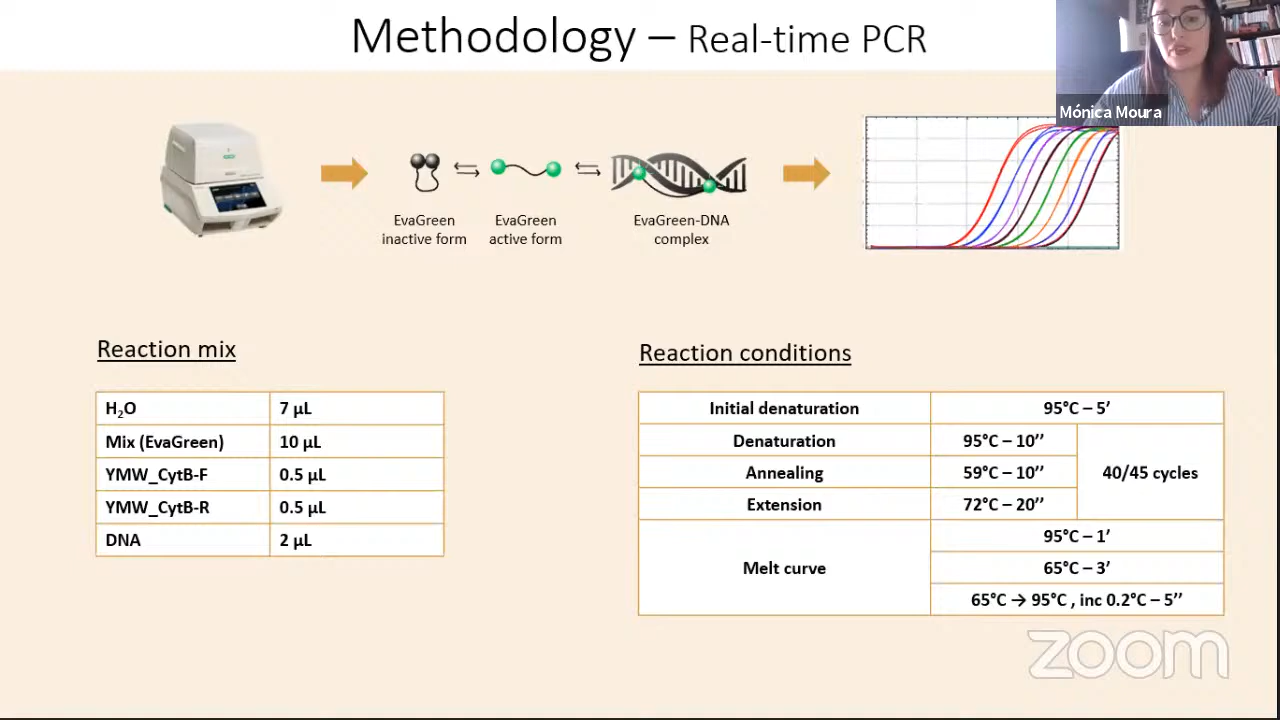 Methodology – Real-time PCR
Mónica Moura
EvaGreen
inactive form
EvaGreen
active form
EvaGreen-DNA
complex
Reaction mix
H₂O 7 µL
Mix (EvaGreen) 10 µL
YMW_CytB-F 0.5 µL
YMW_CytB-R 0.5 µL
DNA 2 µL
Reaction conditions
Initial denaturation 95°C – 5’
Denaturation 95°C – 10’’
Annealing 59°C – 10’’ 40/45 cycles
Extension 72°C – 20’’
95°C – 1’
Melt curve 65°C – 3’
65°C → 95°C , inc 0.2°C – 5’’
zoom